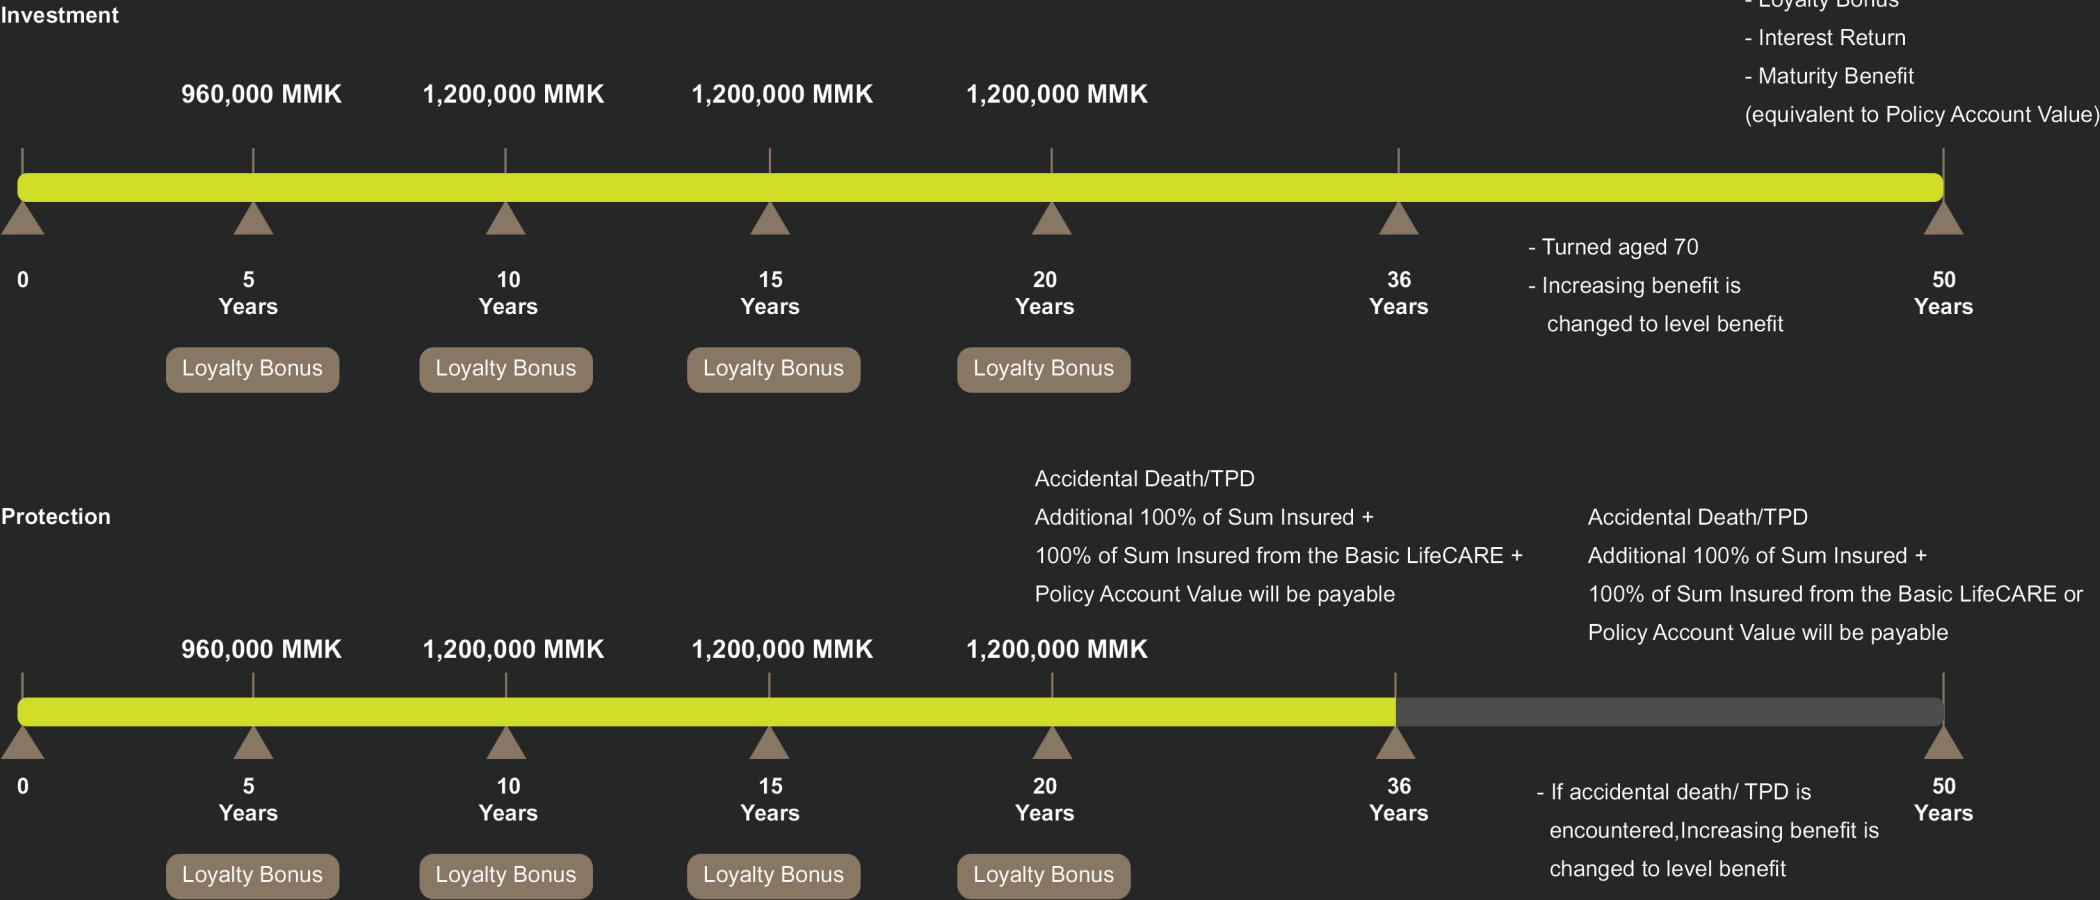 Investment
- Loyalty Bonus
- Interest Return
- Maturity Benefit
(equivalent to Policy Account Value)
960,000 MMK
1,200,000 MMK
1,200,000 MMK
1,200,000 MMK
0
5
Years
10
Years
15
Years
20
Years
36
Years
- Turned aged 70
- Increasing benefit is
changed to level benefit
50
Years
Loyalty Bonus
Loyalty Bonus
Loyalty Bonus
Loyalty Bonus
Protection
Accidental Death/TPD
Additional 100% of Sum Insured +
100% of Sum Insured from the Basic LifeCARE +
Policy Account Value will be payable
Accidental Death/TPD
Additional 100% of Sum Insured +
100% of Sum Insured from the Basic LifeCARE or
Policy Account Value will be payable
960,000 MMK
1,200,000 MMK
1,200,000 MMK
1,200,000 MMK
0
5
Years
10
Years
15
Years
20
Years
36
Years
- If accidental death/ TPD is
encountered,Increasing benefit is
changed to level benefit
50
Years
Loyalty Bonus
Loyalty Bonus
Loyalty Bonus
Loyalty Bonus